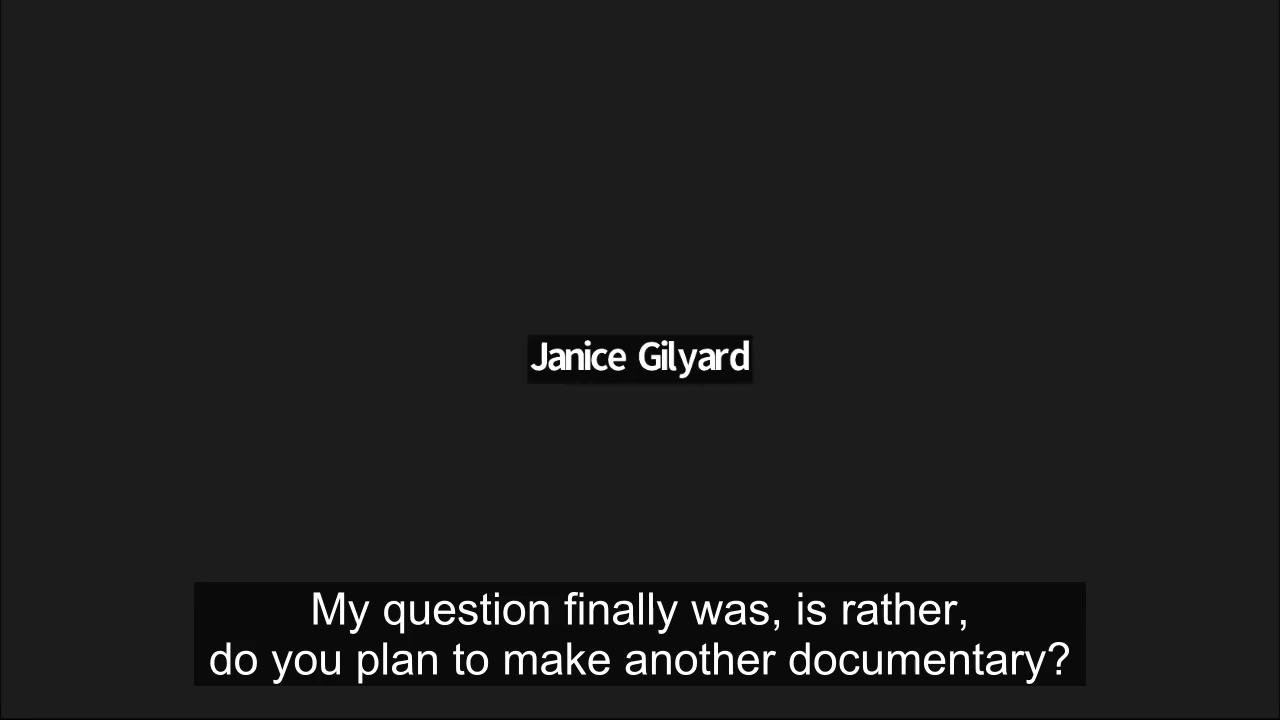 Janice Gilyard
My question finally was, is rather,
do you plan to make another documentary?